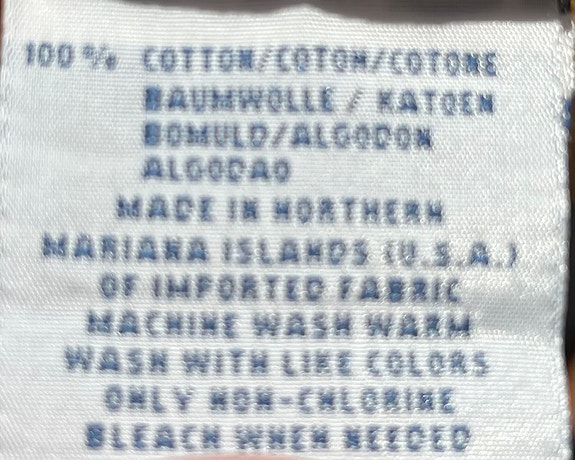 100% COTTON/COTON/COTONE
BAUMWOLLE / KATOEN
BOMULD/ALGODON
ALGODAO
MADE IN NORTHERN
MARIANA ISLANDS (U.S.A.)
OF IMPORTED FABRIC
MACHINE WASH WARM
WASH WITH LIKE COLORS
ONLY NON-CHLORINE
BLEACH WHEN NEEDED